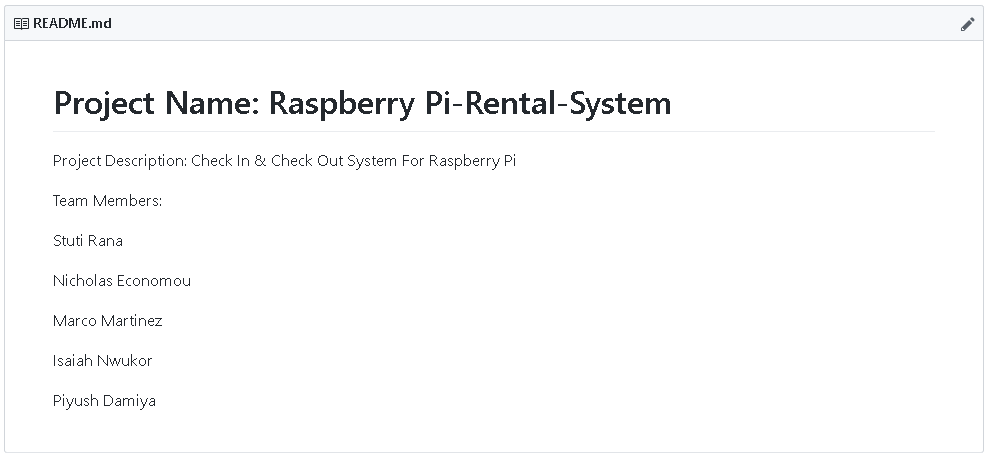 README.md
Project Name: Raspberry Pi-Rental-System
Project Description: Check In & Check Out System For Raspberry Pi
Team Members:
Stuti Rana
Nicholas Economou
Marco Martinez
Isaiah Nwukor
Piyush Damiya